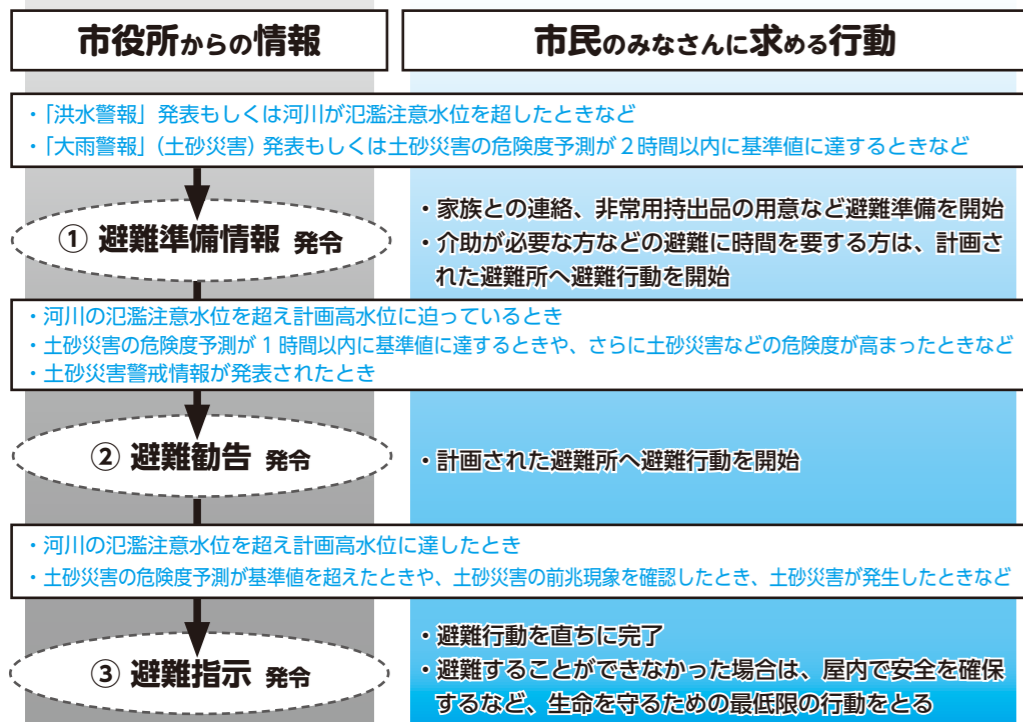 市役所からの情報
市民のみなさんに求める行動
・「洪水警報」発表もしくは河川が氾濫注意水位を超したときなど
・「大雨警報」（土砂災害）発表もしくは土砂災害の危険度予測が２時間以内に基準値に達するときなど
① 避難準備情報 発令
・家族との連絡、非常用持出品の用意など避難準備を開始
・介助が必要な方などの避難に時間を要する方は、計画さ
れた避難所へ避難行動を開始
・河川の氾濫注意水位を超え計画高水位に迫っているとき
・土砂災害の危険度予測が１時間以内に基準値に達するときや、さらに土砂災害などの危険度が高まったときなど
・土砂災害警戒情報が発表されたとき
② 避難勧告 発令
・計画された避難所へ避難行動を開始
・河川の氾濫注意水位を超え計画高水位に達したとき
・土砂災害の危険度予測が基準値を超えたときや、土砂災害の前兆現象を確認したとき、土砂災害が発生したときなど
③ 避難指示 発令
・避難行動を直ちに完了
・避難することができなかった場合は、屋内で安全を確保
するなど、生命を守るための最低限の行動をとる